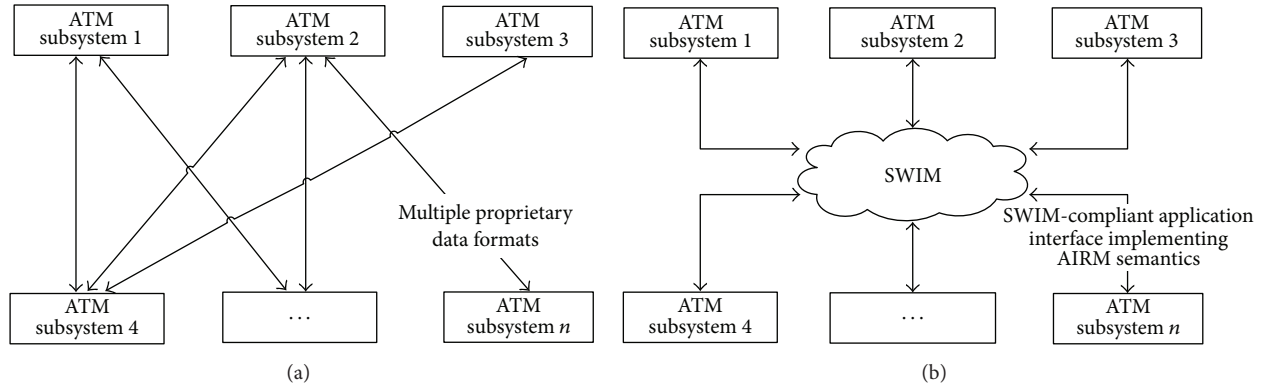 ATM
subsystem 1
ATM
subsystem 2
ATM
subsystem 3
Multiple proprietary
data formats
ATM
subsystem 4
...
ATM
subsystem n
(a)
ATM
subsystem 1
ATM
subsystem 2
ATM
subsystem 3
SWIM
SWIM-compliant application
interface implementing
AIRM semantics
ATM
subsystem 4
...
ATM
subsystem n
(b)